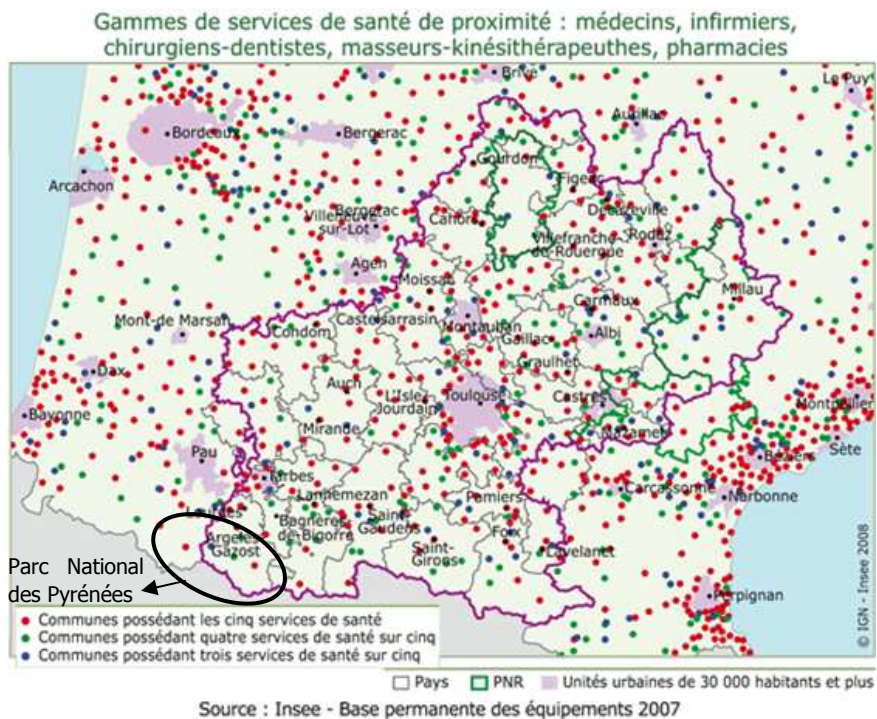 Gammes de services de santé de proximité : médecins, infirmiers,
chirurgiens-dentistes, masseurs-kinésithérapeuthes, pharmacies
Brive
Le Puy
Aurillac
Bordeaux
Bergerac
Gourdon
Arcachon
Figeac
Bergerac
Decazeville
Villeneuve
sur-Lot
Cahors
Rodez
Villefranche
de-Rouergue
Agen
Moissac
Millau
Carmaux
Mont-de Marsan
Castelsarrasin
Condom
Montauban
Albi
Gaillac
Dax
Graulhet
Auch
L'Isle-
Jourdain
Toulouse
Castres
Montpellier
Bayonne
Mirande
Mazamet
Sète
Pau
Béziers
Tarbes
Carcassonne
Narbonne
Lannemezan
Pamiers
Lourdes
Bagnères
de-Bigorre
Saint-
Gaudens
Argelès
Gazost
Foix
Saint-
Girons
Lavelanet
Parc National
des Pyrénées
Perpignan
© IGN - Insee 2008
Communes possédant les cinq services de santé
Communes possédant quatre services de santé sur cinq
Communes possédant trois services de santé sur cinq
Pays PNR Unités urbaines de 30 000 habitants et plus
Source : Insee - Base permanente des équipements 2007